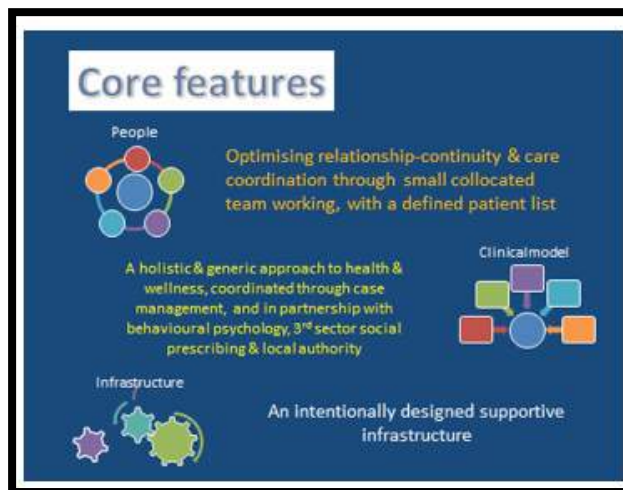 Core features
People
Optimising relationship-continuity & care
coordination through small collocated
team working, with a defined patient list
Clinical model
A holistic & generic approach to health &
wellness, coordinated through case
management, and in partnership with
behavioural psychology, 3rd sector social
prescribing & local authority
Infrastructure
An intentionally designed supportive
infrastructure